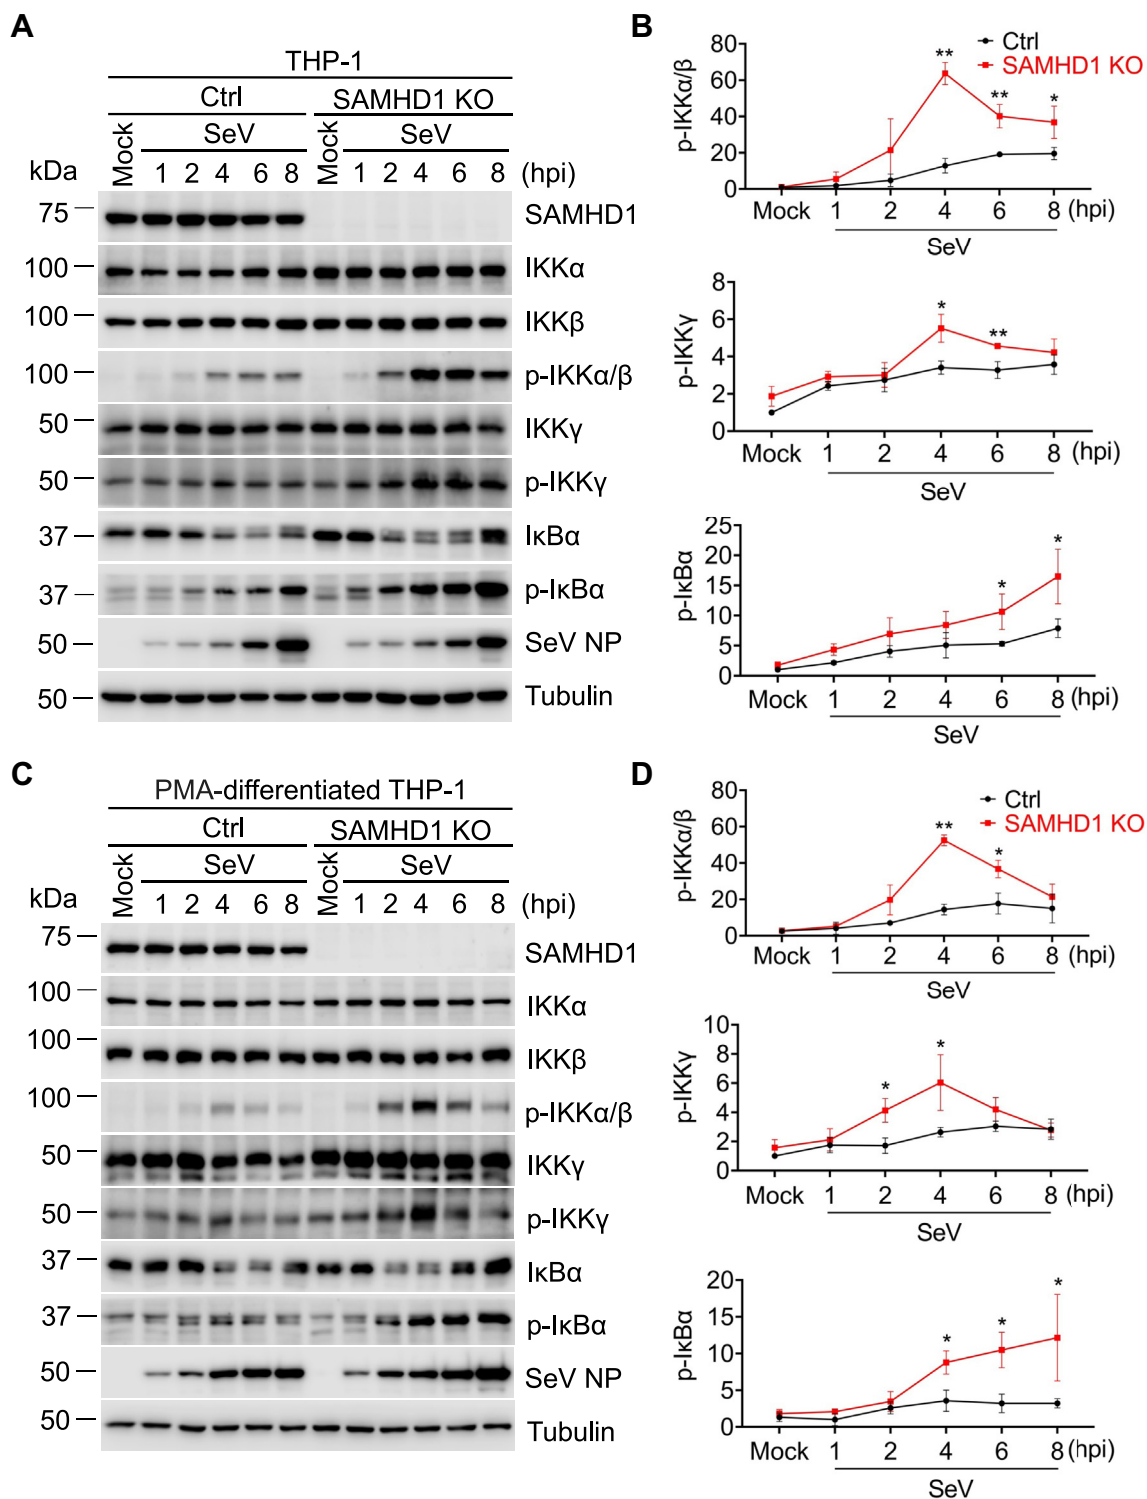 A
THP-1
Ctrl SAMHD1 KO
Mock SeV Mock SeV
kDa 1 2 4 6 8 1 2 4 6 8 (hpi)
75 SAMHD1
100 IKKα
100 IKKβ
100 p-IKKα/β
50 IKKγ
50 p-IKKγ
37 IκBα
37 p-IκBα
50 SeV NP
50 Tubulin
B
Ctrl
SAMHD1 KO
p-IKKα/β
80
60
40
20
0
** ** *
Mock 1 2 4 6 8 (hpi)
SeV
p-IKKγ
8
6
4
2
0
* **
Mock 1 2 4 6 8 (hpi)
SeV
p-IκBα
25
20
15
10
5
0
* *
Mock 1 2 4 6 8 (hpi)
SeV
C
PMA-differentiated THP-1
Ctrl SAMHD1 KO
Mock SeV Mock SeV
kDa 1 2 4 6 8 1 2 4 6 8 (hpi)
75 SAMHD1
100 IKKα
100 IKKβ
100 p-IKKα/β
50 IKKγ
50 p-IKKγ
37 IκBα
37 p-IκBα
50 SeV NP
50 Tubulin
D
Ctrl
SAMHD1 KO
p-IKKα/β
80
60
40
20
0
** *
Mock 1 2 4 6 8 (hpi)
SeV
p-IKKγ
10
8
6
4
2
0
* *
Mock 1 2 4 6 8 (hpi)
SeV
p-IκBα
20
15
10
5
0
* * *
Mock 1 2 4 6 8 (hpi)
SeV